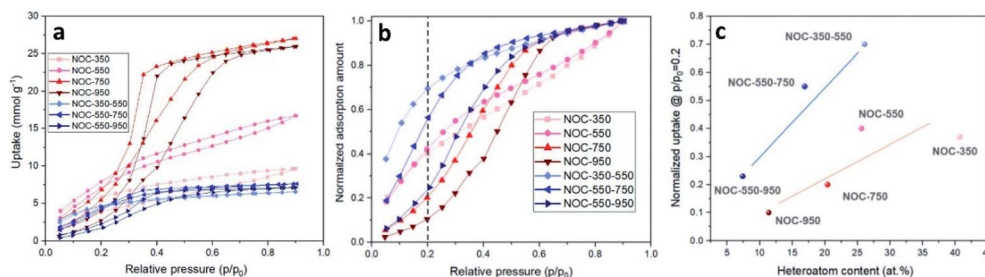 a
Uptake (mmol g⁻¹)
30
25
20
15
10
5
0
NOC-350
NOC-550
NOC-750
NOC-950
NOC-350-550
NOC-550-750
NOC-550-950
0.0 0.2 0.4 0.6 0.8 1.0
Relative pressure (p/p₀)
b
Normailzed adsorption amount
1.0
0.8
0.6
0.4
0.2
0.0
NOC-350
NOC-550
NOC-750
NOC-950
NOC-350-550
NOC-550-750
NOC-550-950
0.0 0.2 0.4 0.6 0.8 1.0
Relative pressure (p/p₀)
c
Normalized uptake @ p/p₀=0.2
0.8
0.7
0.6
0.5
0.4
0.3
0.2
0.1
0.0
NOC-350-550
NOC-550-750
NOC-550
NOC-350
NOC-550-950
NOC-750
NOC-950
5 10 15 20 25 30 35 40 45
Heteroatom content (at.%)